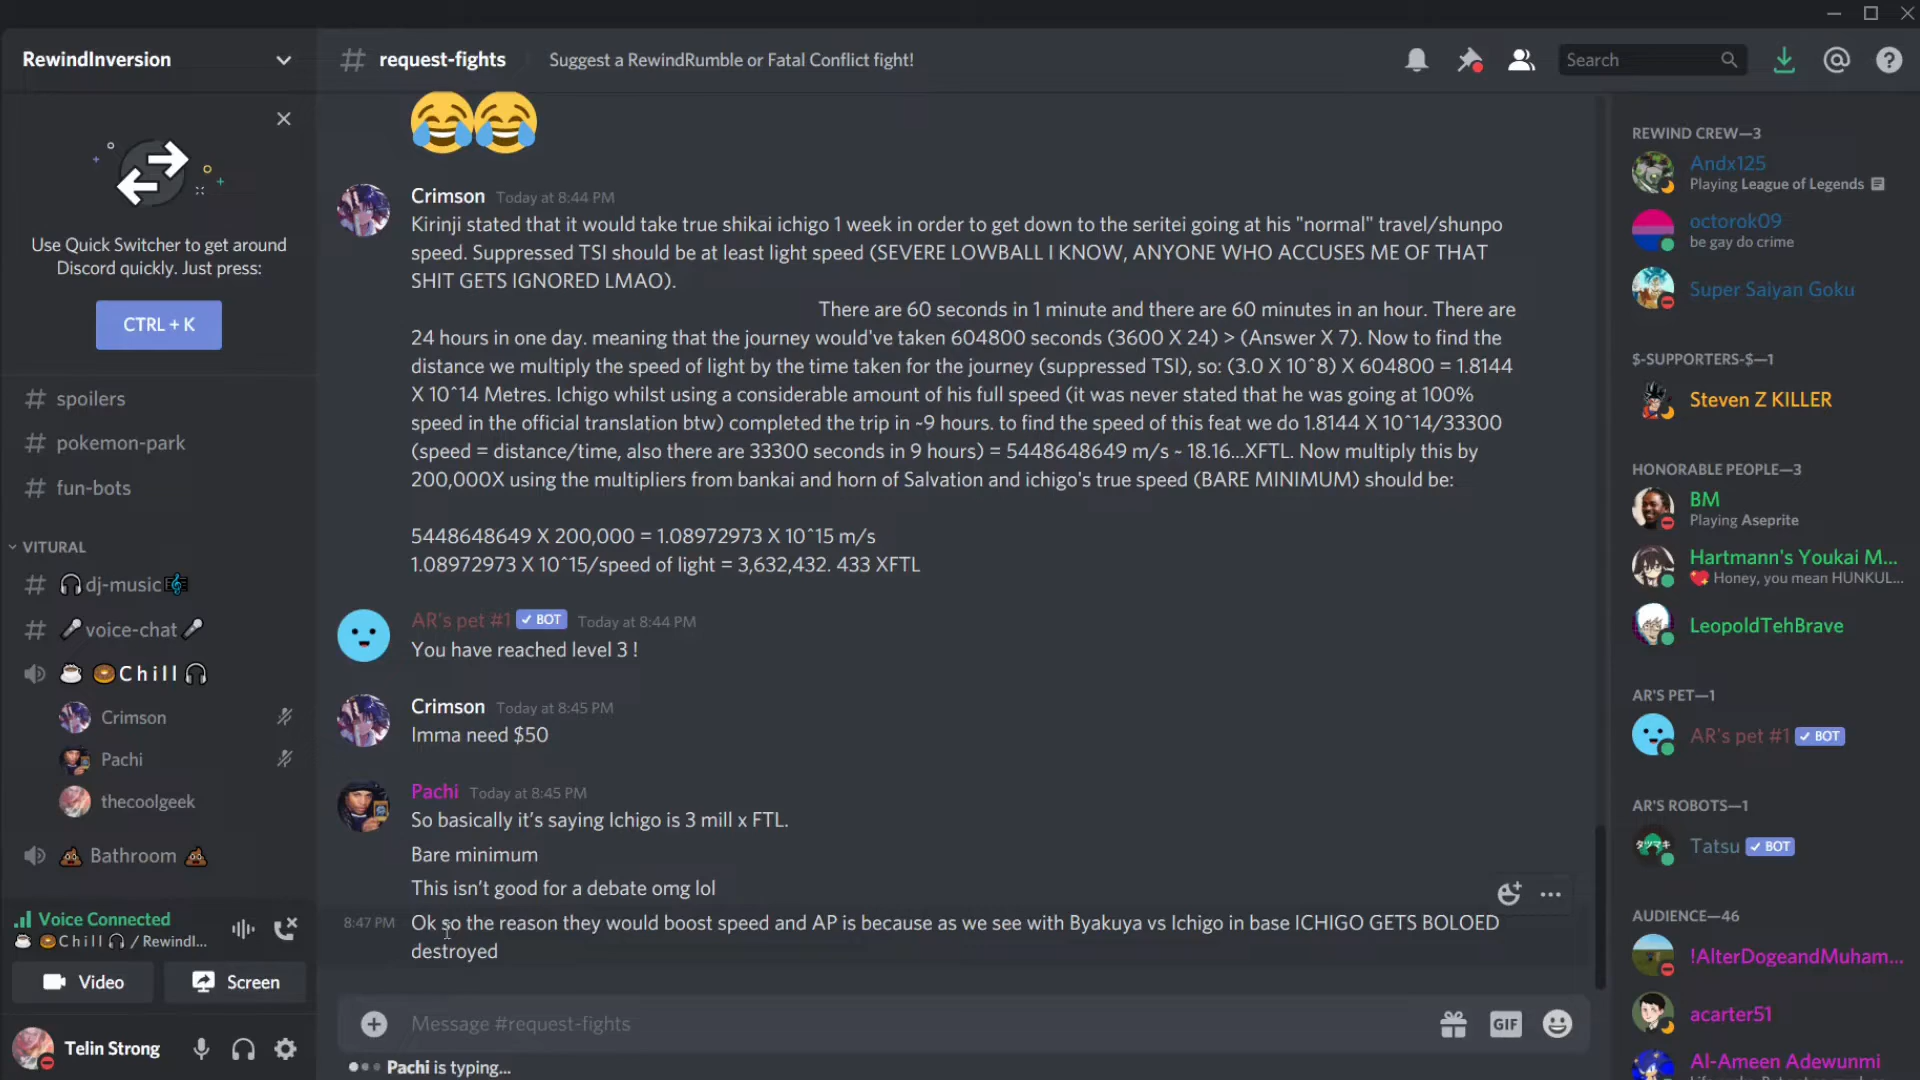 RewindInversion
request-fights
Suggest a RewindRumble or Fatal Conflict fight!
Search
Use Quick Switcher to get around
Discord quickly. Just press:
CTRL + K
spoilers
pokemon-park
fun-bots
VITURAL
dj-music
voice-chat
Chill
Crimson
Pachi
thecoolgeek
Bathroom
Voice Connected
Chill / Rewindl...
Video
Screen
Telin Strong
Crimson Today at 8:44 PM
Kirinji stated that it would take true shikai ichigo 1 week in order to get down to the seritei going at his "normal" travel/shunpo
speed. Suppressed TSI should be at least light speed (SEVERE LOWBALL I KNOW, ANYONE WHO ACCUSES ME OF THAT
SHIT GETS IGNORED LMAO).
There are 60 seconds in 1 minute and there are 60 minutes in an hour. There are
24 hours in one day. meaning that the journey would've taken 604800 seconds (3600 X 24) > (Answer X 7). Now to find the
distance we multiply the speed of light by the time taken for the journey (suppressed TSI), so: (3.0 X 10^8) X 604800 = 1.8144
X 10^14 Metres. Ichigo whilst using a considerable amount of his full speed (it was never stated that he was going at 100%
speed in the official translation btw) completed the trip in ~9 hours. to find the speed of this feat we do 1.8144 X 10^14/33300
(speed = distance/time, also there are 33300 seconds in 9 hours) = 5448648649 m/s ~ 18.16...XFTL. Now multiply this by
200,000X using the multipliers from bankai and horn of Salvation and ichigo's true speed (BARE MINIMUM) should be:
5448648649 X 200,000 = 1.08972973 X 10^15 m/s
1.08972973 X 10^15/speed of light = 3,632,432. 433 XFTL
AR's pet #1 BOT Today at 8:44 PM
You have reached level 3 !
Crimson Today at 8:45 PM
Imma need $50
Pachi Today at 8:45 PM
So basically it's saying Ichigo is 3 mill x FTL.
Bare minimum
This isn't good for a debate omg lol
8:47 PM Ok so the reason they would boost speed and AP is because as we see with Byakuya vs Ichigo in base ICHIGO GETS BOLOED
destroyed
Message #request-fights
GIF
Pachi is typing...
REWIND CREW—3
Andx125
Playing League of Legends
octorok09
be gay do crime
Super Saiyan Goku
$-SUPPORTERS-$—1
Steven Z KILLER
HONORABLE PEOPLE—3
BM
Playing Aseprite
Hartmann's Youkai M...
Honey, you mean HUNKUL...
LeopoldTehBrave
AR'S PET—1
AR's pet #1 BOT
AR'S ROBOTS—1
Tatsu BOT
AUDIENCE—46
!AlterDogeandMuham...
acarter51
Al-Ameen Adewunmi